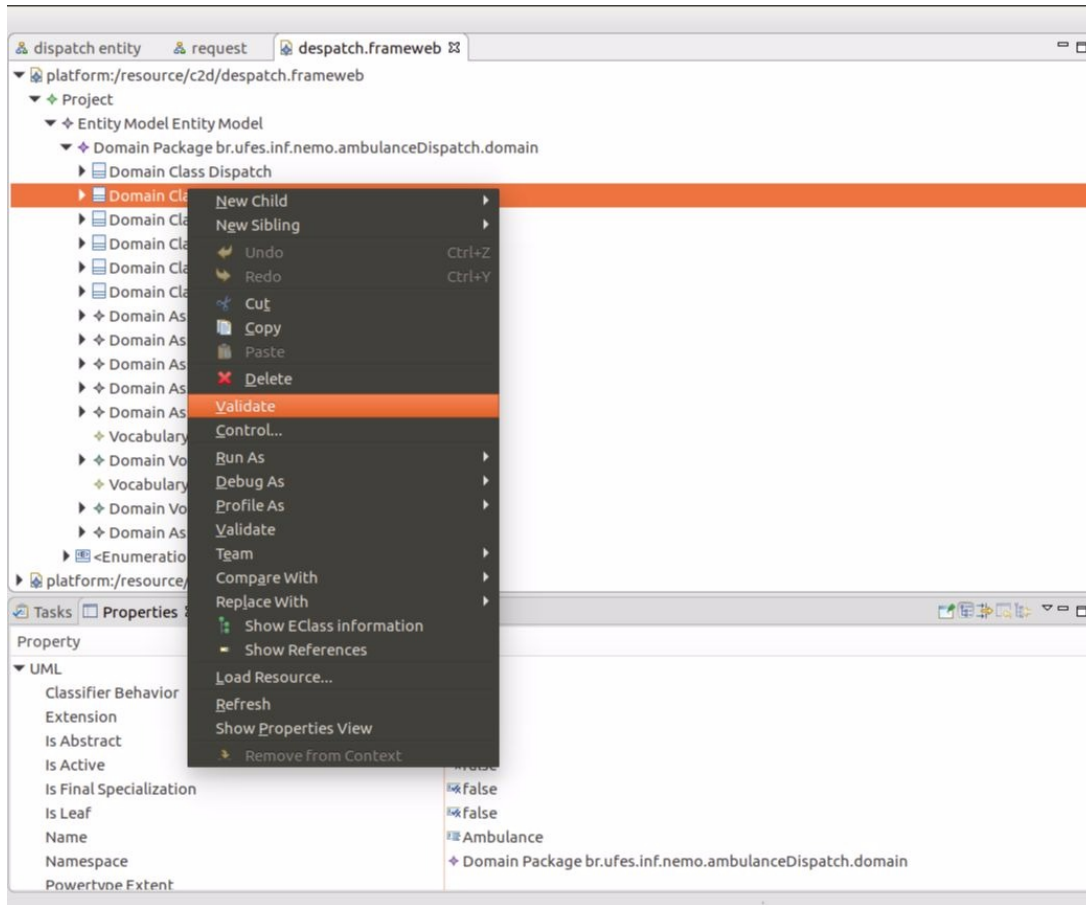 dispatch entity request despatch.frameweb
platform:/resource/c2d/despatch.frameweb
Project
Entity Model Entity Model
Domain Package br.ufes.inf.nemo.ambulanceDispatch.domain
Domain Class Dispatch
Domain Cla
Domain Cla
Domain Cla
Domain Cla
Domain Cla
Domain As
Domain As
Domain As
Domain As
Domain As
Vocabulary
Domain Vo
Vocabulary
Domain Vo
Domain As
<Enumeratio
platform:/resource/
New Child
New Sibling
Undo Ctrl+Z
Redo Ctrl+Y
Cut
Copy
Paste
Delete
Validate
Control...
Run As
Debug As
Profile As
Validate
Team
Compare With
Replace With
Show EClass information
Show References
Load Resource...
Refresh
Show Properties View
Remove from Context
Tasks Properties
Property
UML
Classifier Behavior
Extension
Is Abstract
Is Active false
Is Final Specialization false
Is Leaf false
Name Ambulance
Namespace Domain Package br.ufes.inf.nemo.ambulanceDispatch.domain
Powertype Extent